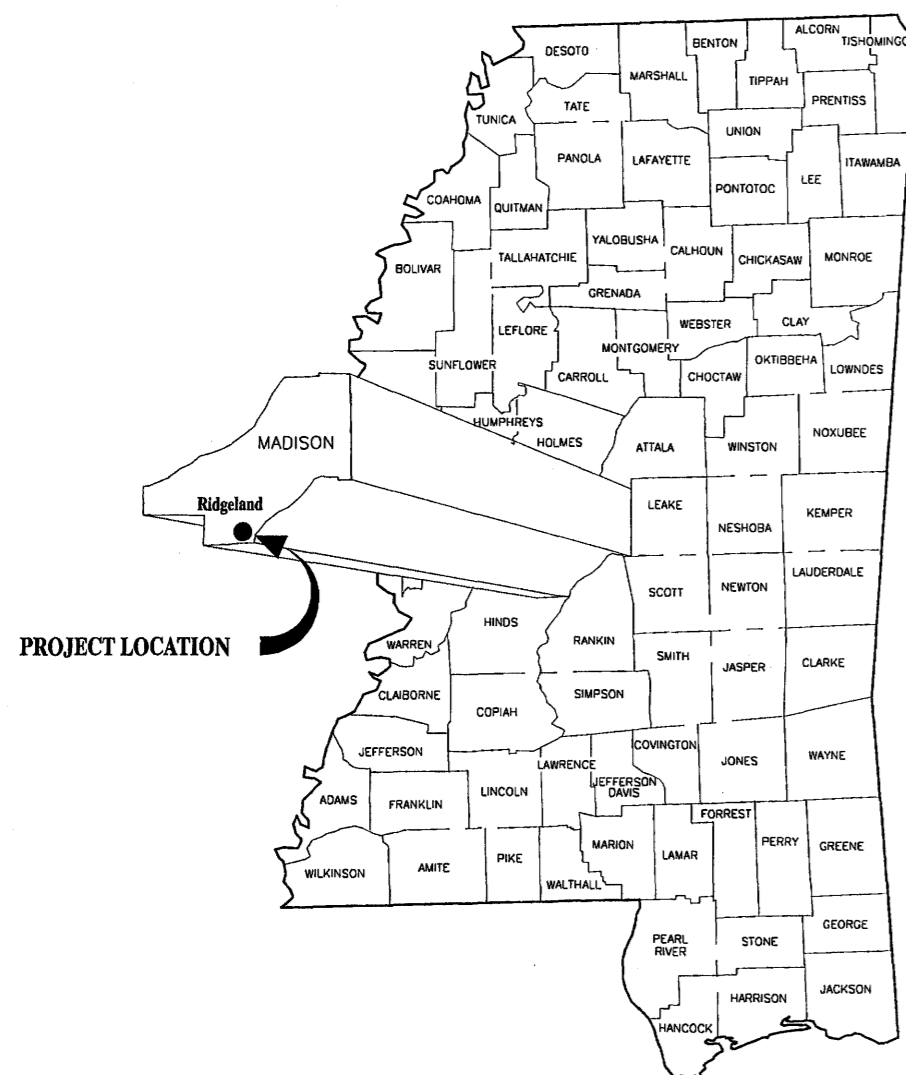 ALCORN
TISHOMINGO
BENTON
DESOTO
MARSHALL
TIPPAH
PRENTISS
TATE
TUNICA
UNION
PANOLA
LAFAYETTE
ITAWAMBA
LEE
PONTOTOC
COAHOMA
QUITMAN
YALOBUSHA
CALHOUN
TALLAHATCHIE
CHICKASAW
MONROE
BOLIVAR
GRENADA
WEBSTER
CLAY
LEFLORE
MONTGOMERY
OKTIBBEHA
SUNFLOWER
LOWNDES
CARROLL
CHOCTAW
HUMPHREYS
HOLMES
NOXUBEE
MADISON
ATTALA
WINSTON
Ridgeland
LEAKE
KEMPER
NESHOBA
LAUDERDALE
SCOTT
NEWTON
HINDS
PROJECT LOCATION
WARREN
RANKIN
SMITH
JASPER
CLARKE
CLAIBORNE
SIMPSON
COPIAH
JEFFERSON
COVINGTON
LAWRENCE
JONES
WAYNE
JEFFERSON
DAVIS
LINCOLN
ADAMS
FRANKLIN
FORREST
MARION
PERRY
GREENE
LAMAR
WILKINSON
AMITE
PIKE
WALTHALL
GEORGE
PEARL
RIVER
STONE
JACKSON
HARRISON
HANCOCK